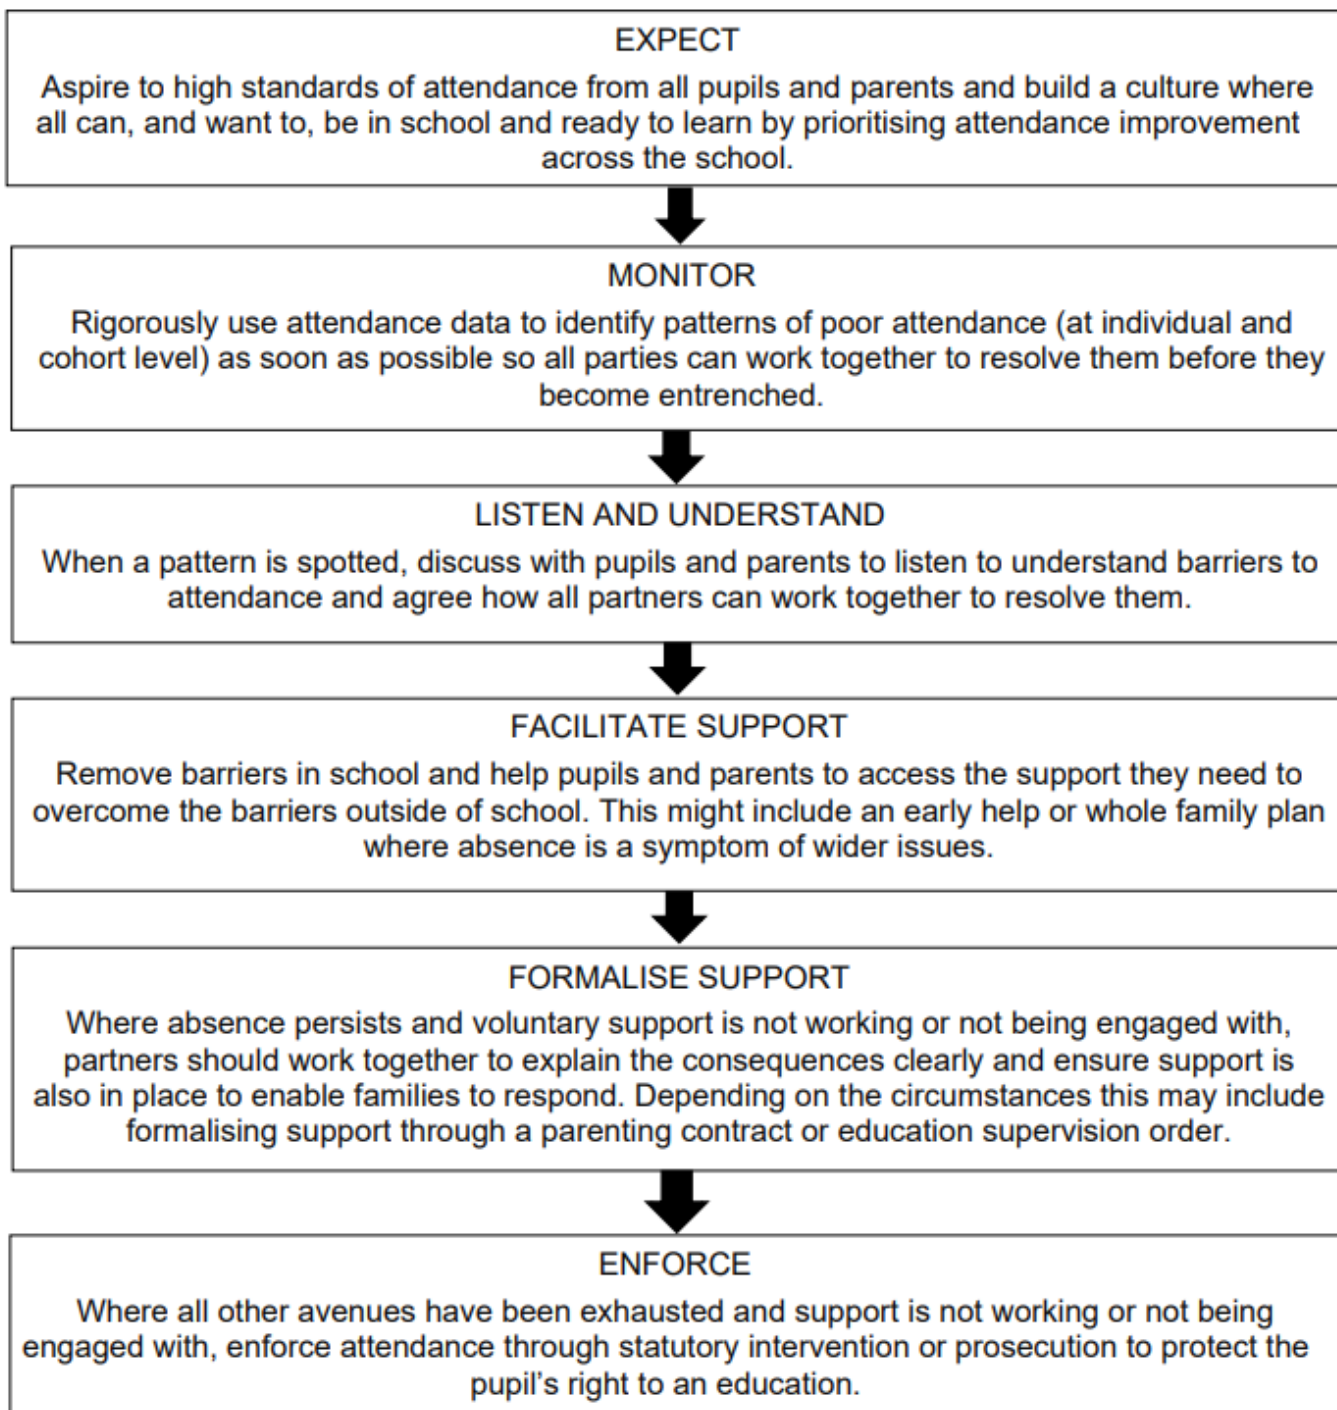 EXPECT
Aspire to high standards of attendance from all pupils and parents and build a culture where
all can, and want to, be in school and ready to learn by prioritising attendance improvement
across the school.
MONITOR
Rigorously use attendance data to identify patterns of poor attendance (at individual and
cohort level) as soon as possible so all parties can work together to resolve them before they
become entrenched.
LISTEN AND UNDERSTAND
When a pattern is spotted, discuss with pupils and parents to listen to understand barriers to
attendance and agree how all partners can work together to resolve them.
FACILITATE SUPPORT
Remove barriers in school and help pupils and parents to access the support they need to
overcome the barriers outside of school. This might include an early help or whole family plan
where absence is a symptom of wider issues.
FORMALISE SUPPORT
Where absence persists and voluntary support is not working or not being engaged with,
partners should work together to explain the consequences clearly and ensure support is
also in place to enable families to respond. Depending on the circumstances this may include
formalising support through a parenting contract or education supervision order.
ENFORCE
Where all other avenues have been exhausted and support is not working or not being
engaged with, enforce attendance through statutory intervention or prosecution to protect the
pupil's right to an education.